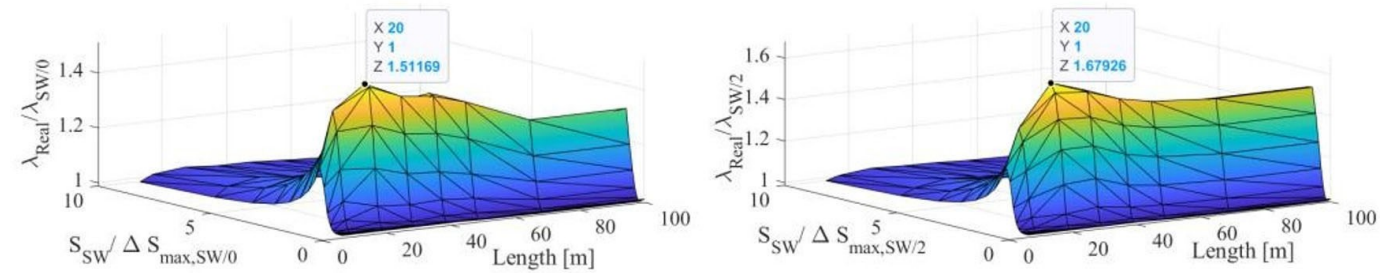 X 20
Y 1
Z 1.51169
1.4
1.2
1
λReal/λSW/0
10
5
0
SSW/ Δ Smax,SW/0
0
20
40
60
80
100
Length [m]
X 20
Y 1
Z 1.67926
1.6
1.4
1.2
1
λReal/λSW/2
10
5
0
SSW/ Δ Smax,SW/2
0
20
40
60
80
100
Length [m]